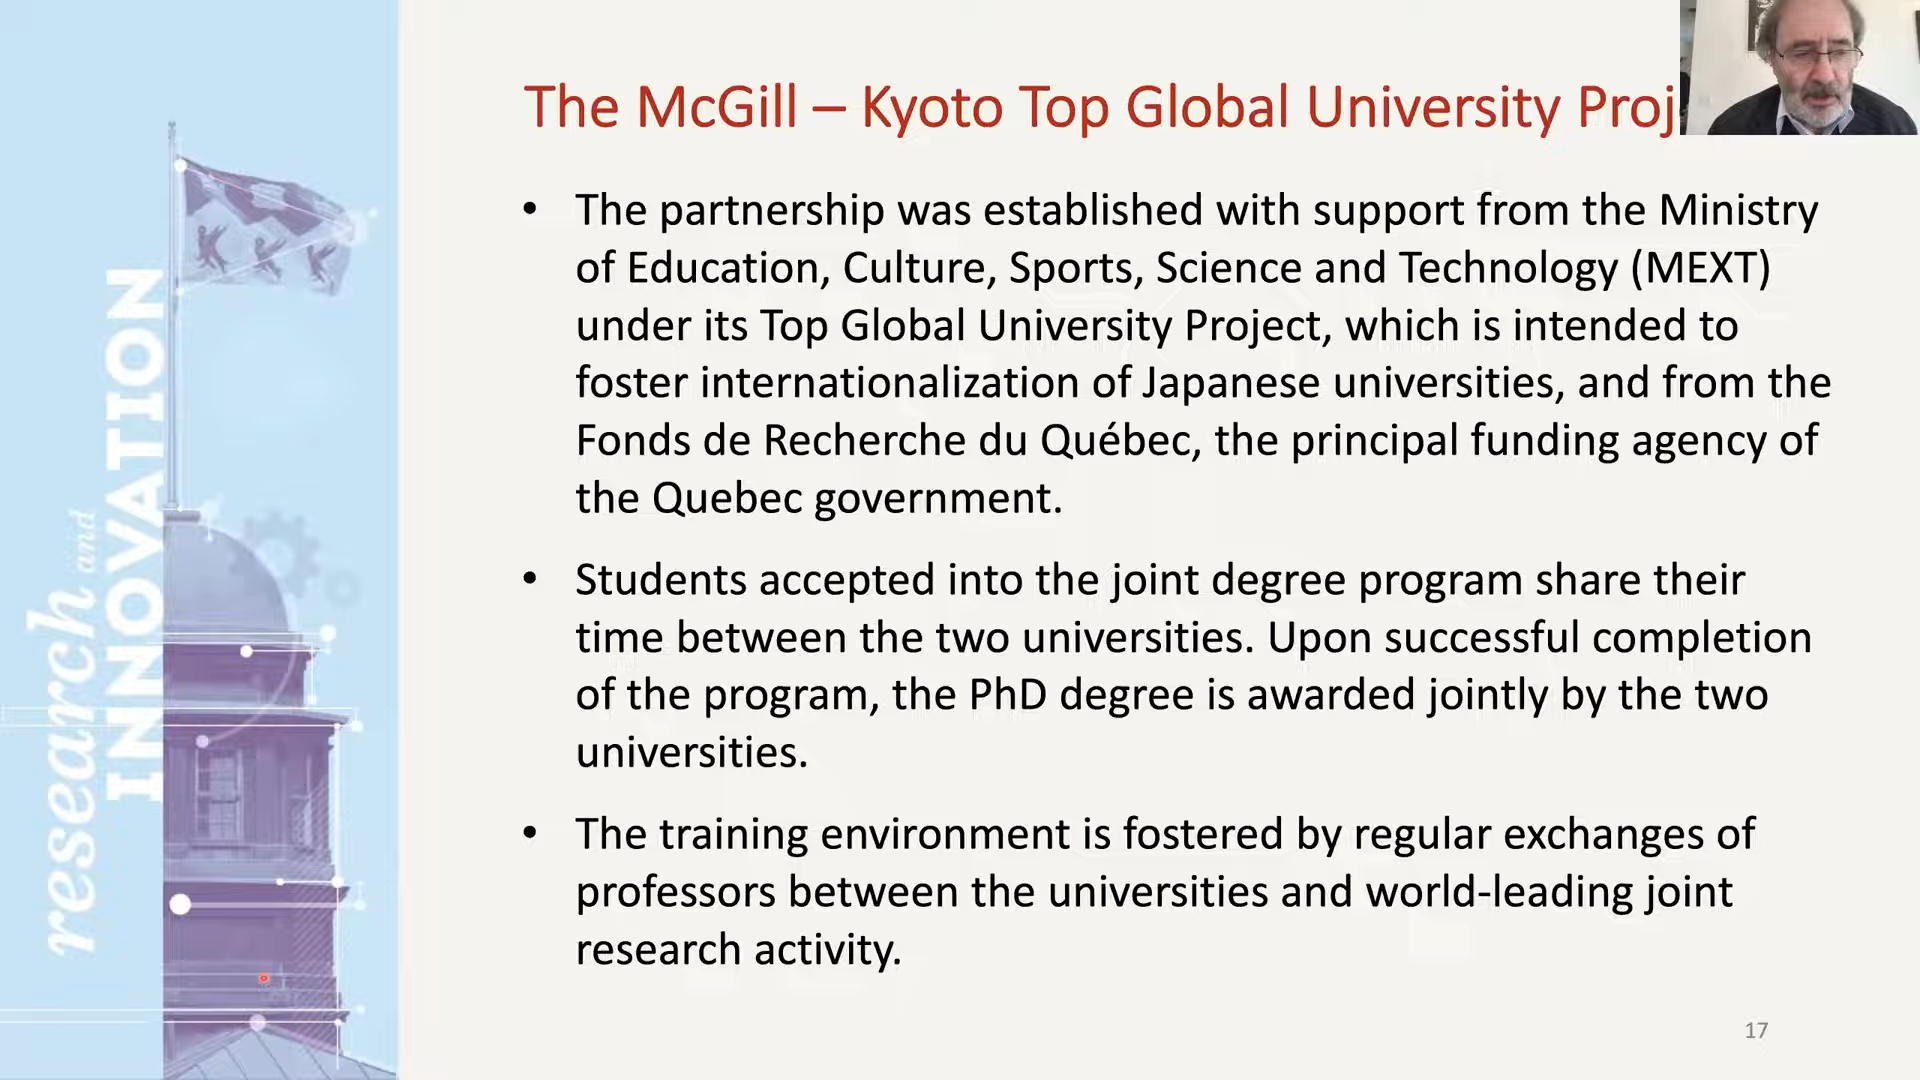 research and
INNOVATION
The McGill – Kyoto Top Global University Proj
• The partnership was established with support from the Ministry
of Education, Culture, Sports, Science and Technology (MEXT)
under its Top Global University Project, which is intended to
foster internationalization of Japanese universities, and from the
Fonds de Recherche du Québec, the principal funding agency of
the Quebec government.
• Students accepted into the joint degree program share their
time between the two universities. Upon successful completion
of the program, the PhD degree is awarded jointly by the two
universities.
• The training environment is fostered by regular exchanges of
professors between the universities and world-leading joint
research activity.
17